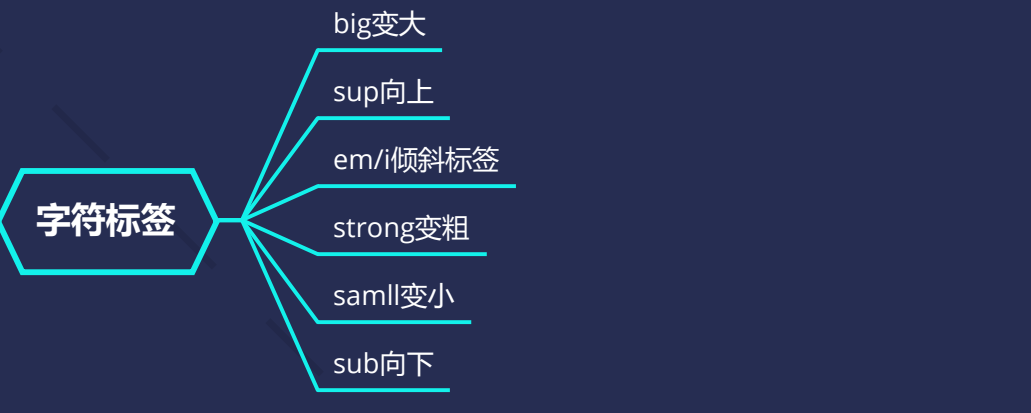 big变大
sup向上
em/i倾斜标签
字符标签
strong变粗
samll变小
sub向下